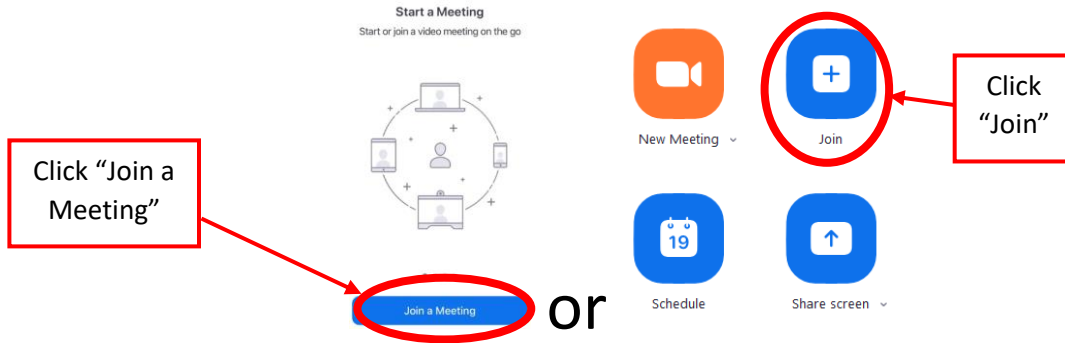 Start a Meeting
Start or join a video meeting on the go
Click “Join a
Meeting”
Join a Meeting
or
New Meeting
Join
Click
“Join”
19
Schedule
Share screen